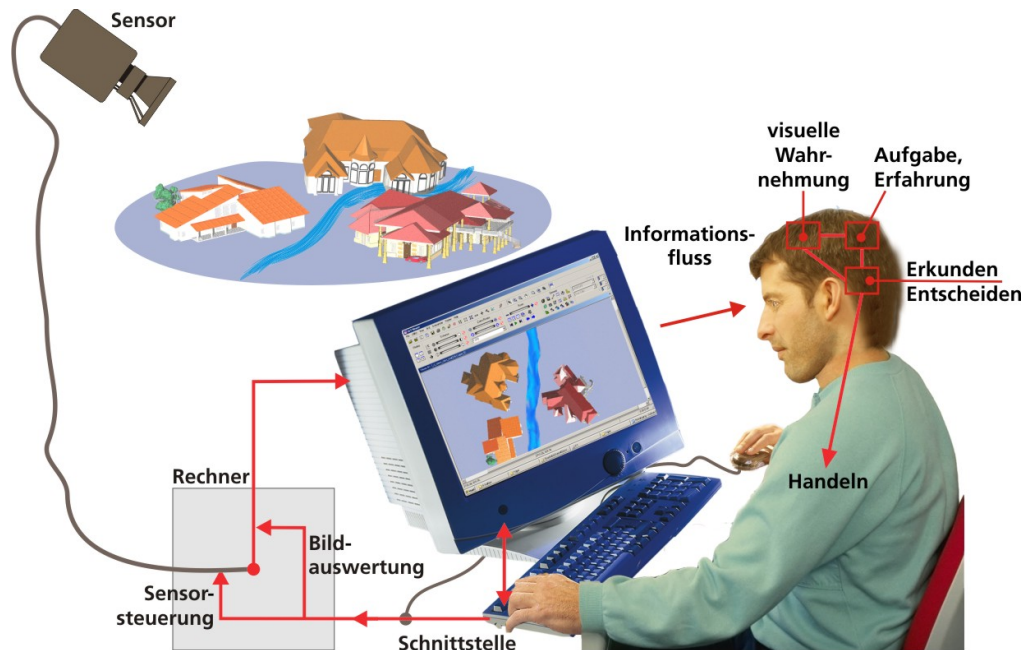 Sensor
visuelle
Wahr-
nehmung
Aufgabe,
Erfahrung
Informations-
fluss
Erkunden
Entscheiden
Rechner
Handeln
Bild-
auswertung
Sensor-
steuerung
Schnittstelle